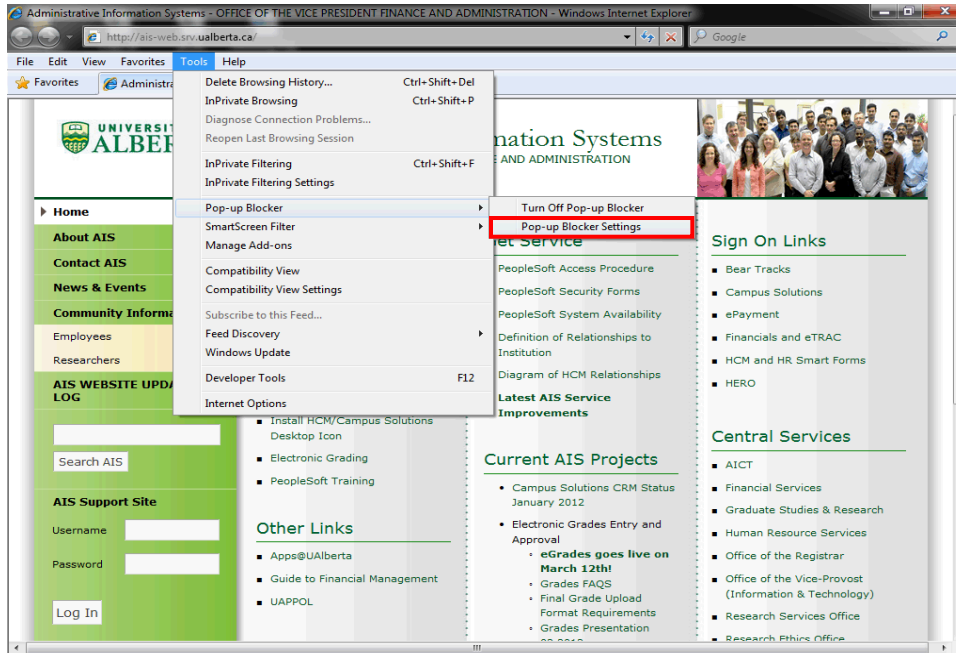 Administrative Information Systems - OFFICE OF THE VICE PRESIDENT FINANCE AND ADMINISTRATION - Windows Internet Explorer
http://ais-web.srv.ualberta.ca/
Google
File Edit View Favorites Tools Help
Favorites Administra
Delete Browsing History... Ctrl+Shift+Del
InPrivate Browsing Ctrl+Shift+P
Diagnose Connection Problems...
Reopen Last Browsing Session
InPrivate Filtering Ctrl+Shift+F
InPrivate Filtering Settings
Pop-up Blocker
SmartScreen Filter
Manage Add-ons
Compatibility View
Compatibility View Settings
Subscribe to this Feed...
Feed Discovery
Windows Update
Developer Tools F12
Internet Options
Turn Off Pop-up Blocker
Pop-up Blocker Settings
UNIVERSIT
ALBER
mation Systems
AND ADMINISTRATION
Home
About AIS
Contact AIS
News & Events
Community Informa
Employees
Researchers
AIS WEBSITE UPDA
LOG
Search AIS
AIS Support Site
Username
Password
Log In
Install HCM/Campus Solutions
Desktop Icon
Electronic Grading
PeopleSoft Training
Other Links
Apps@UAlberta
Guide to Financial Management
UAPPOL
et Service
PeopleSoft Access Procedure
PeopleSoft Security Forms
PeopleSoft System Availability
Definition of Relationships to
Institution
Diagram of HCM Relationships
Latest AIS Service
Improvements
Current AIS Projects
Campus Solutions CRM Status
January 2012
Electronic Grades Entry and
Approval
eGrades goes live on
March 12th!
Grades FAQS
Final Grade Upload
Format Requirements
Grades Presentation
Sign On Links
Bear Tracks
Campus Solutions
ePayment
Financials and eTRAC
HCM and HR Smart Forms
HERO
Central Services
AICT
Financial Services
Graduate Studies & Research
Human Resource Services
Office of the Registrar
Office of the Vice-Provost
(Information & Technology)
Research Services Office
Research Ethics Office